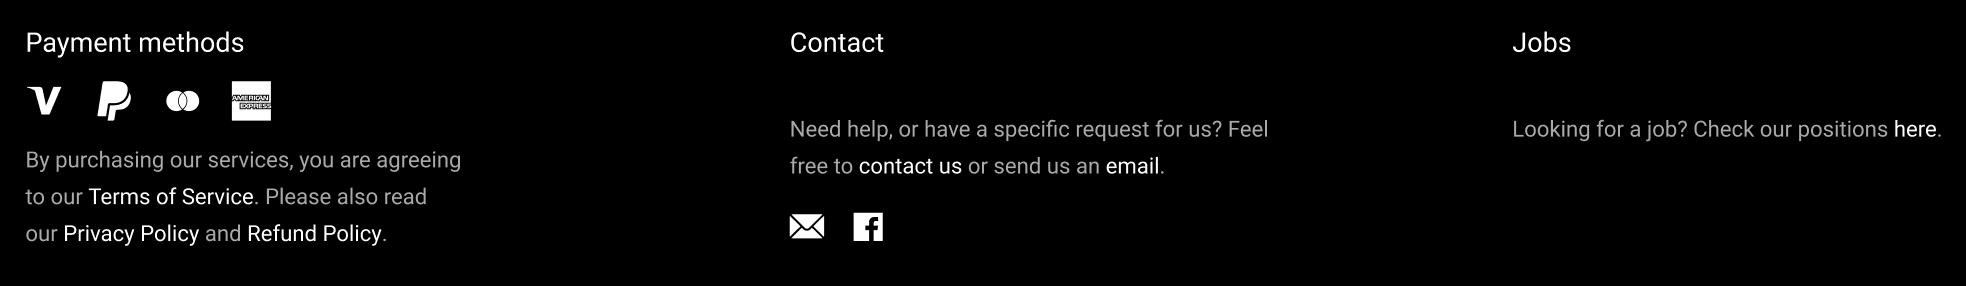 Payment methods
V
AMERICAN
EXPRESS
By purchasing our services, you are agreeing
to our Terms of Service. Please also read
our Privacy Policy and Refund Policy.
Contact
Need help, or have a specific request for us? Feel
free to contact us or send us an email.
Jobs
Looking for a job? Check our positions here.